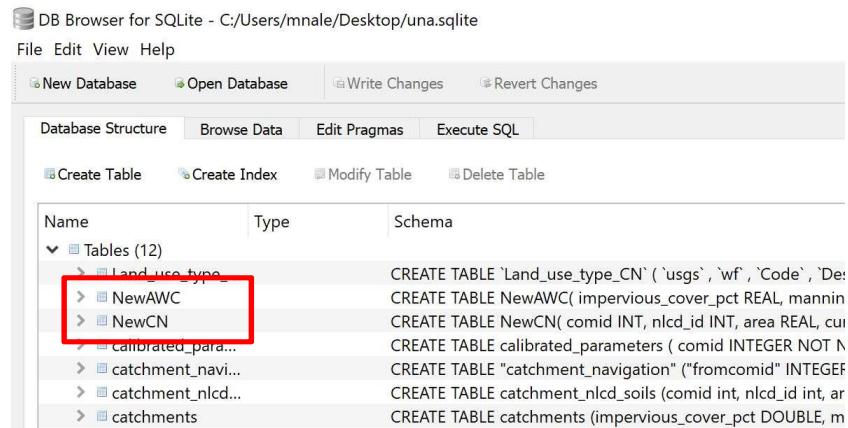 DB Browser for SQLite - C:/Users/mnale/Desktop/una.sqlite
File Edit View Help
New Database Open Database Write Changes Revert Changes
Database Structure Browse Data Edit Pragmas Execute SQL
Create Table Create Index Modify Table Delete Table
Name Type Schema
Tables (12)
Land_use_type_... CREATE TABLE `Land_use_type_CN` ( `usgs`, `wf`, `Code`, `Des
NewAWC CREATE TABLE NewAWC( impervious_cover_pct REAL, mannin
NewCN CREATE TABLE NewCN( comid INT, nlcd_id INT, area REAL, cur
calibrated_para... CREATE TABLE calibrated_parameters ( comid INTEGER NOT N
catchment_navi... CREATE TABLE "catchment_navigation" ("fromcomid" INTEGER
catchment_nlcd... CREATE TABLE catchment_nlcd_soils (comid int, nlcd_id int, ar
catchments CREATE TABLE catchments (impervious_cover_pct DOUBLE, m